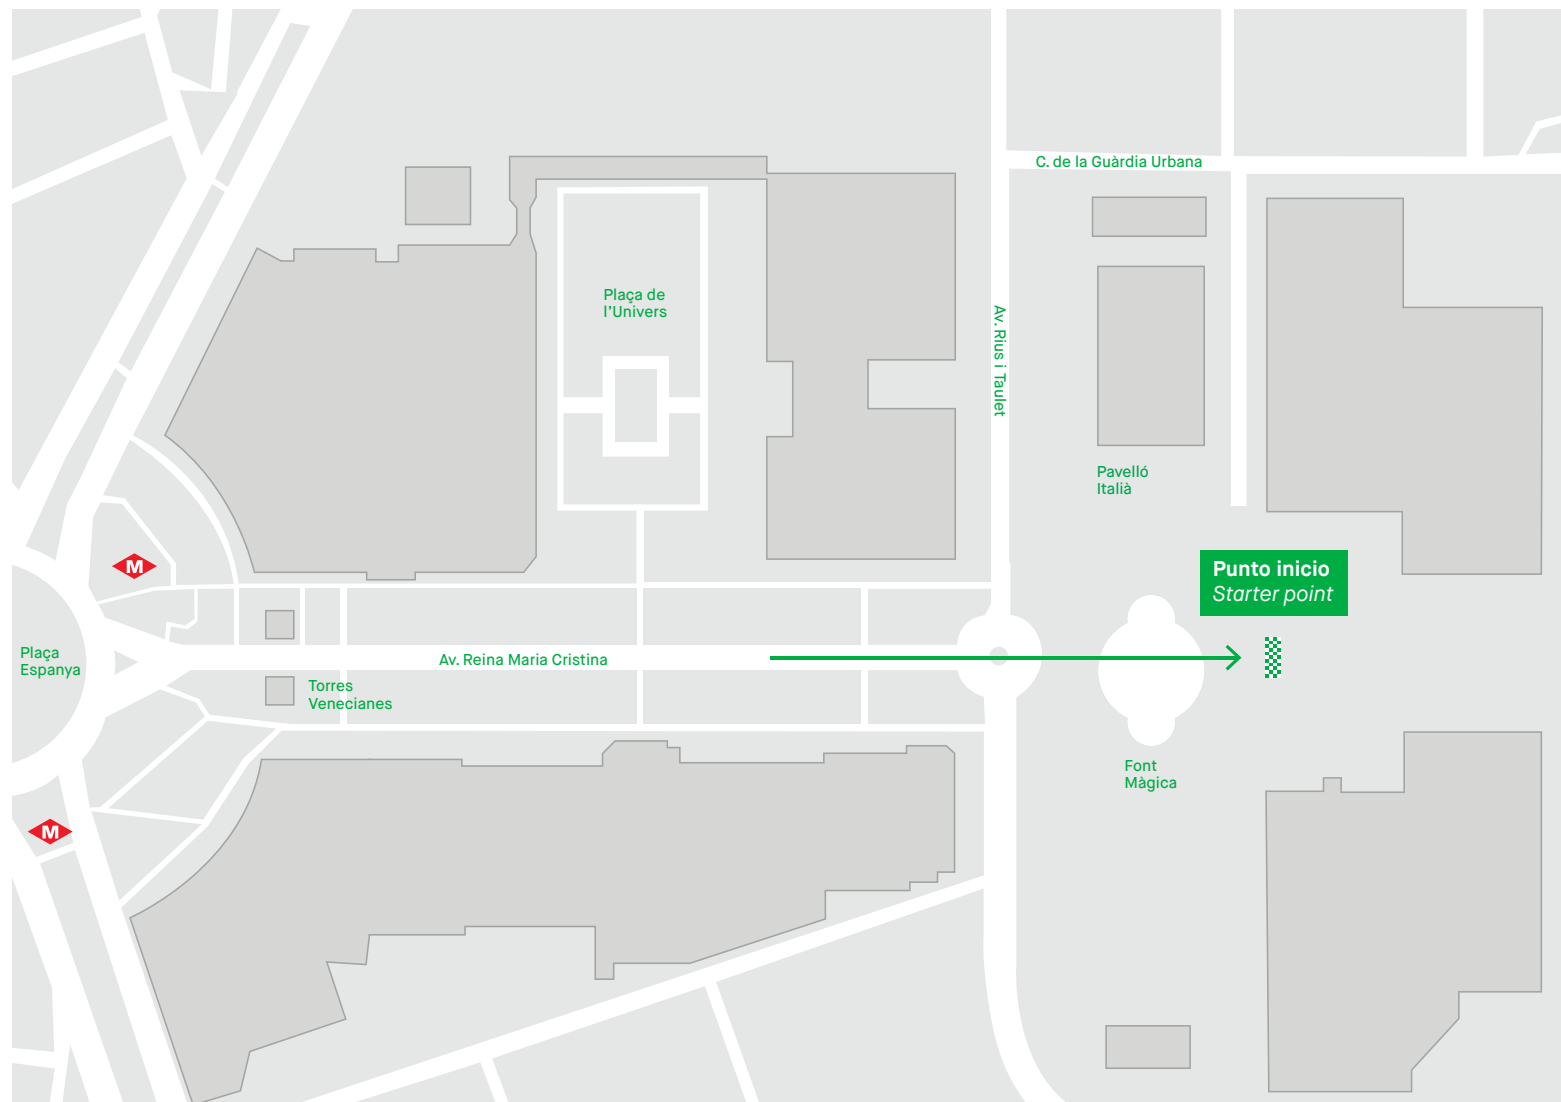 C. de la Guàrdia Urbana
Plaça de
l'Univers
Av. Rius i Taulet
Pavelló
Italià
M
Punto inicio
Starter point
Plaça
Espanya
Av. Reina Maria Cristina
Torres
Venecianes
Font
Màgica
M